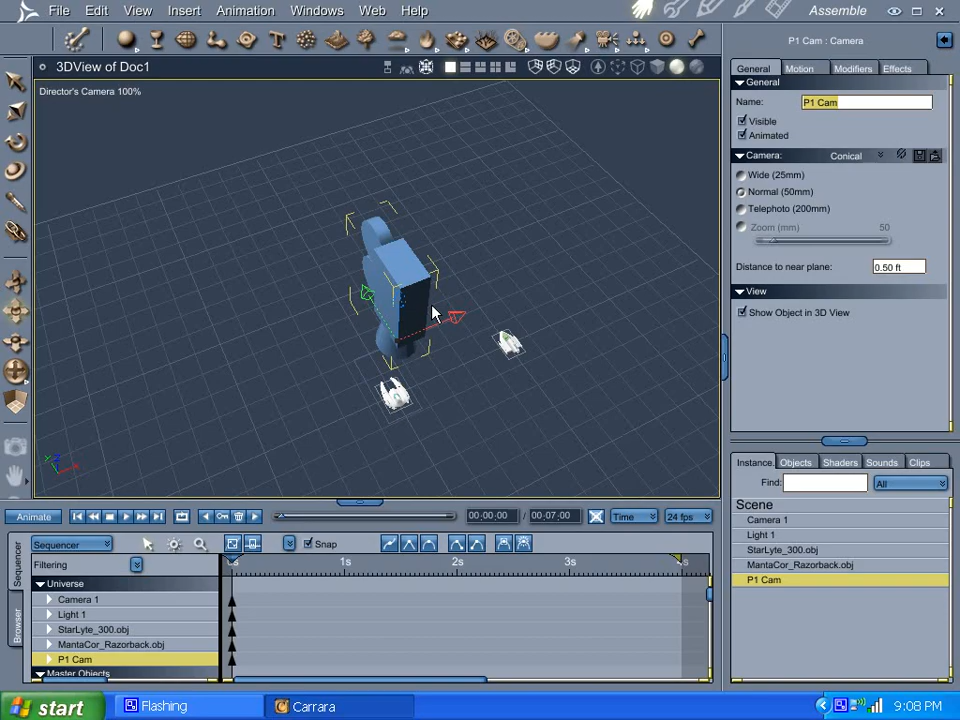 File Edit View Insert Animation Windows Web Help Assemble
3DView of Doc1
Director's Camera 100%
P1 Cam : Camera
General Motion Modifiers Effects
General
Name: P1 Cam
Visible
Animated
Camera: Conical
Wide (25mm)
Normal (50mm)
Telephoto (200mm)
Zoom (mm) 50
Distance to near plane: 0.50 ft
View
Show Object in 3D View
Instance. Objects Shaders Sounds Clips
Find: All
Scene
Camera 1
Light 1
StarLyte_300.obj
MantaCor_Razorback.obj
P1 Cam
Animate 00:00:00 / 00:07:00 Time 24 fps
Sequencer Snap
Filtering 0s 1s 2s 3s 4s
Universe
Camera 1
Light 1
StarLyte_300.obj
MantaCor_Razorback.obj
P1 Cam
Master Objects
Sequencer
Browser
start Flashing Carrara 9:08 PM